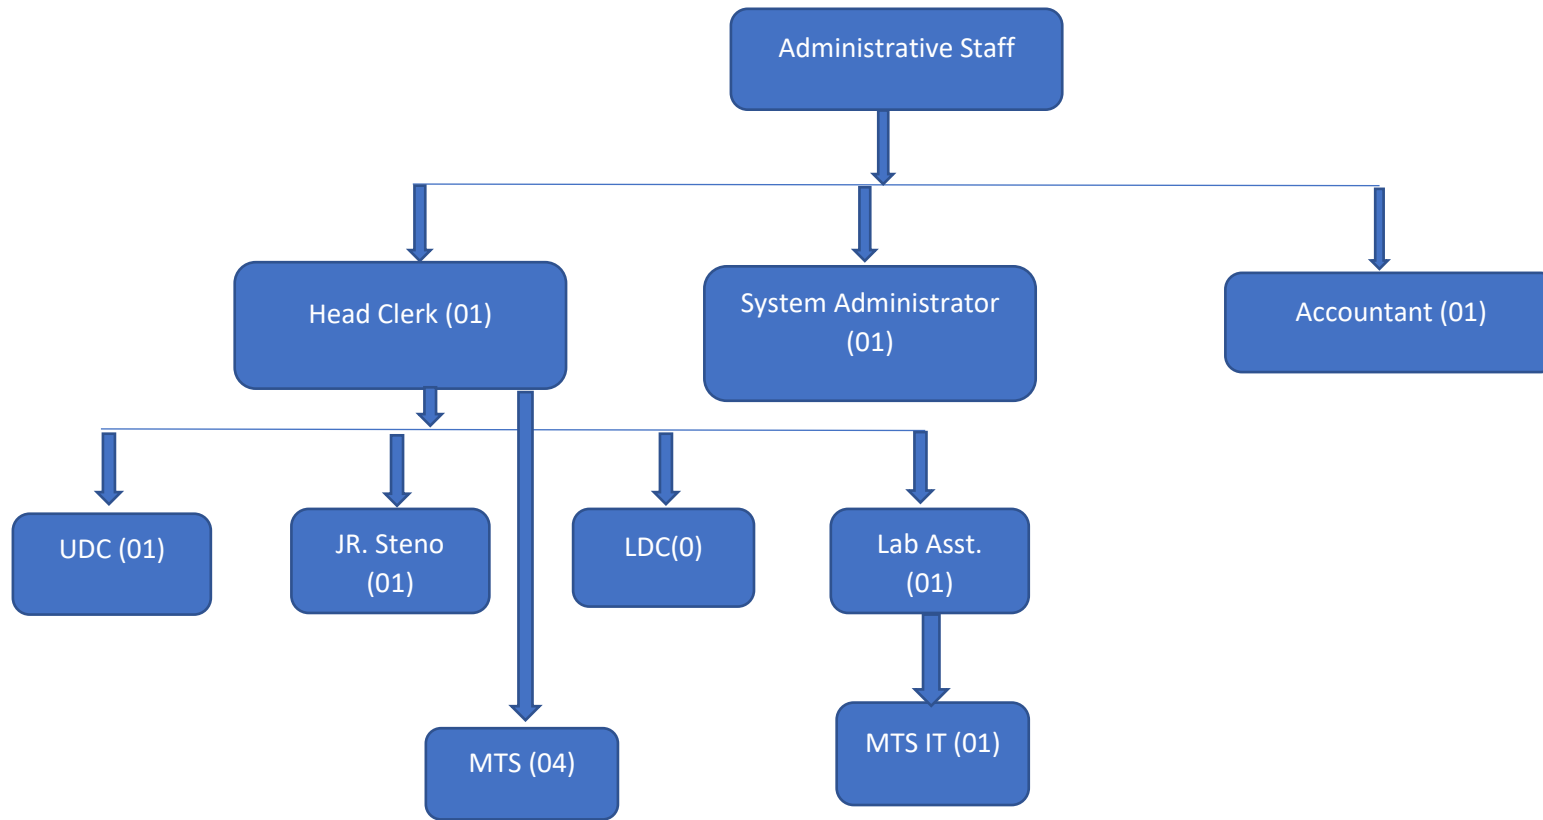 Administrative Staff
Head Clerk (01)
System Administrator
(01)
Accountant (01)
UDC (01)
JR. Steno
(01)
LDC(0)
Lab Asst.
(01)
MTS (04)
MTS IT (01)